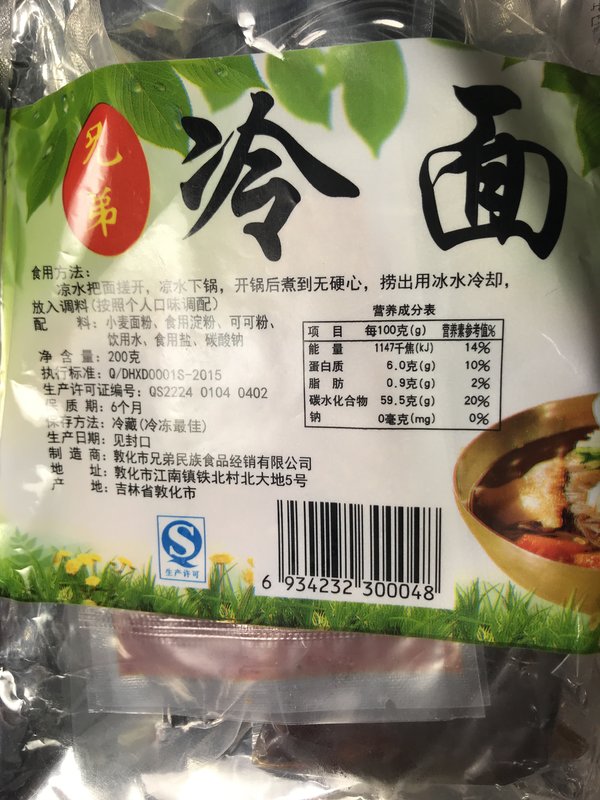 兄弟
冷面
食用方法：
凉水把面搓开，凉水下锅，开锅后煮到无硬心，捞出用冰水冷却，
放入调料(按照个人口味调配)
配 料：小麦面粉、食用淀粉、可可粉、
饮用水、食用盐、碳酸钠
净 含 量：200克
执行标准：Q/DHXD0001S-2015
生产许可证编号：QS2224 0104 0402
保 质 期：6个月
保存方法：冷藏(冷冻最佳)
生产日期：见封口
制 造 商：敦化市兄弟民族食品经销有限公司
地 址：敦化市江南镇铁北村北大地5号
产 地：吉林省敦化市
营养成分表
项 目 每100克(g) 营养素参考值%
能 量 1147千焦(kJ) 14%
蛋白质 6.0克(g) 10%
脂 肪 0.9克(g) 2%
碳水化合物 59.5克(g) 20%
钠 0毫克(mg) 0%
生产许可
6 934232 300048